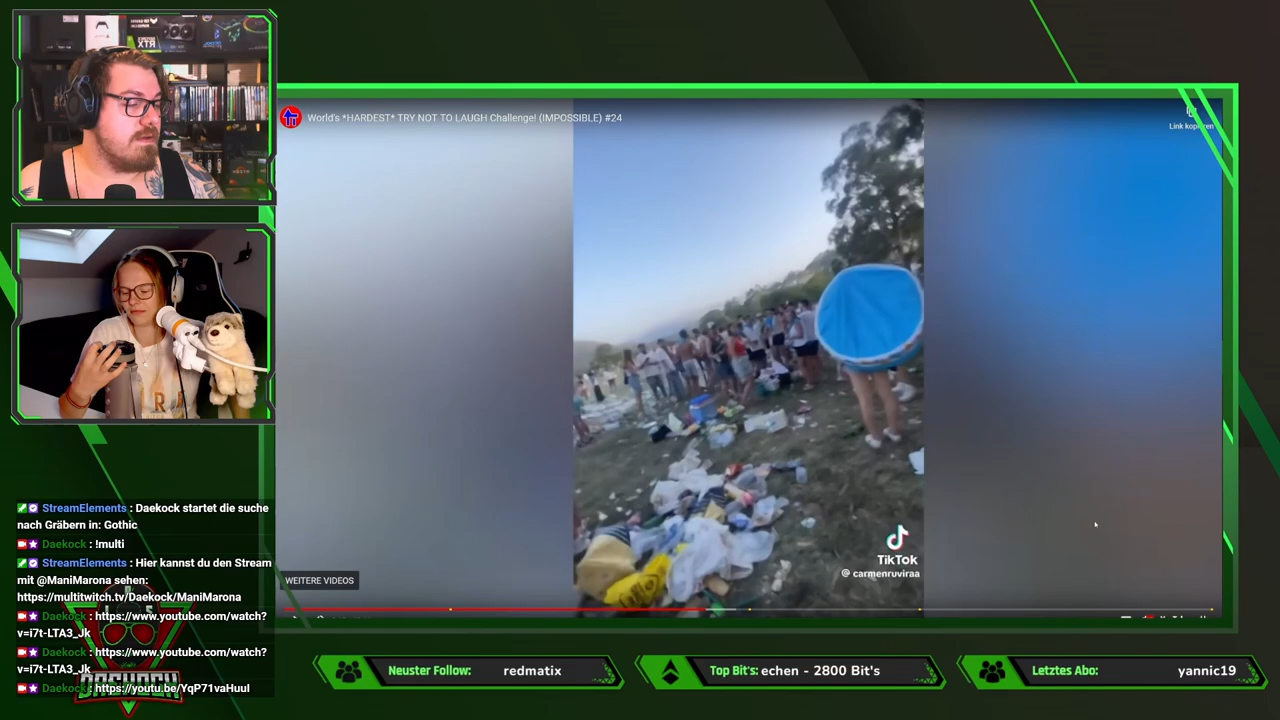 World's *HARDEST* TRY NOT TO LAUGH Challenge! (IMPOSSIBLE) #24
Link kopieren
RTX
TikTok
@ carmenruviraa
WEITERE VIDEOS
StreamElements : Daekock startet die suche
nach Gräbern in: Gothic
Daekock : !multi
StreamElements : Hier kannst du den Stream
mit @ManiMarona sehen:
https://multitwitch.tv/Daekock/ManiMarona
Daekock : https://www.youtube.com/watch?
v=i7t-LTA3_Jk
Daekock : https://www.youtube.com/watch?
v=i7t-LTA3_Jk
Daekock : https://youtu.be/YqP71vaHuuI
DAEKOCK
Neuster Follow: redmatix
Top Bit's: echen - 2800 Bit's
Letztes Abo: yannic19